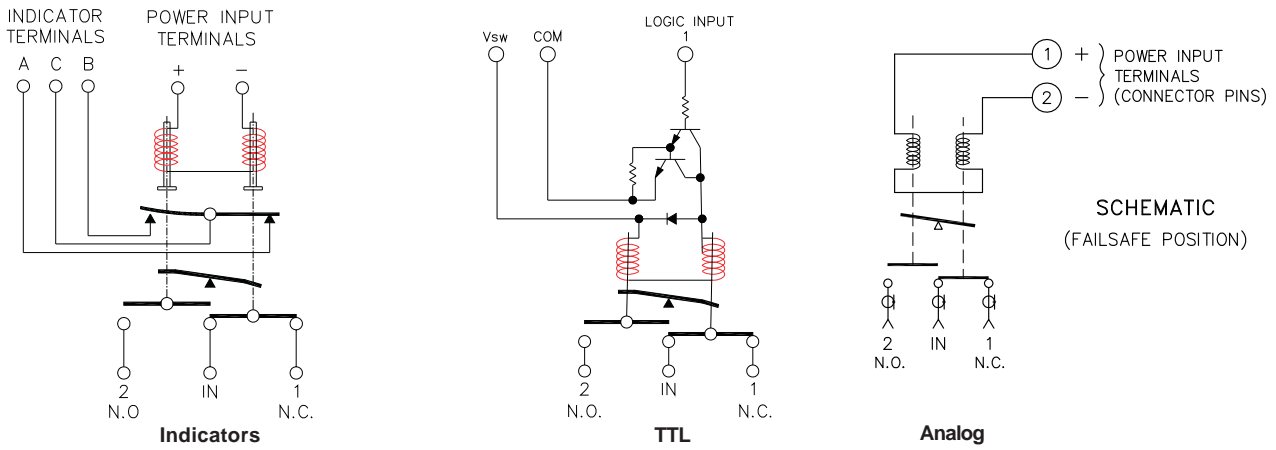 INDICATOR
TERMINALS
POWER INPUT
TERMINALS
A C B + −
2
N.O
IN
1
N.C.
Indicators
Vsw COM
LOGIC INPUT
1
2
N.O.
IN
1
N.C.
TTL
1 +
2 −
POWER INPUT
TERMINALS
(CONNECTOR PINS)
SCHEMATIC
(FAILSAFE POSITION)
2
N.O.
IN
1
N.C.
Analog